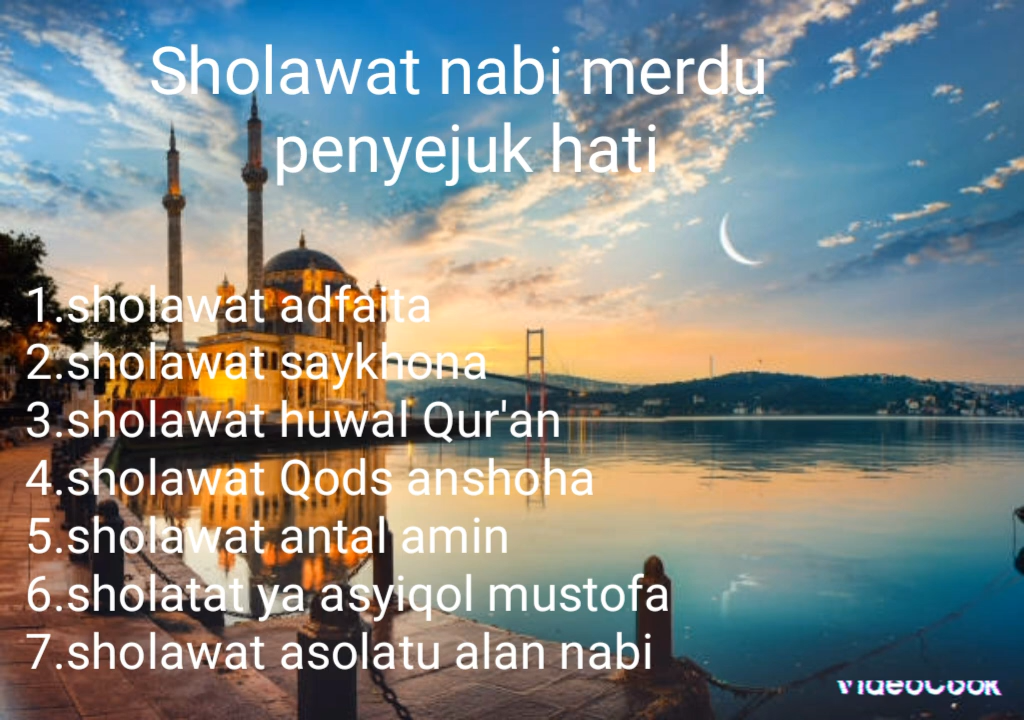 Sholawat nabi merdu
penyejuk hati
1.sholawat adfaita
2.sholawat saykhona
3.sholawat huwal Qur'an
4.sholawat Qods anshoha
5.sholawat antal amin
6.sholatat ya asyiqol mustofa
7.sholawat asolatu alan nabi
VideoCook